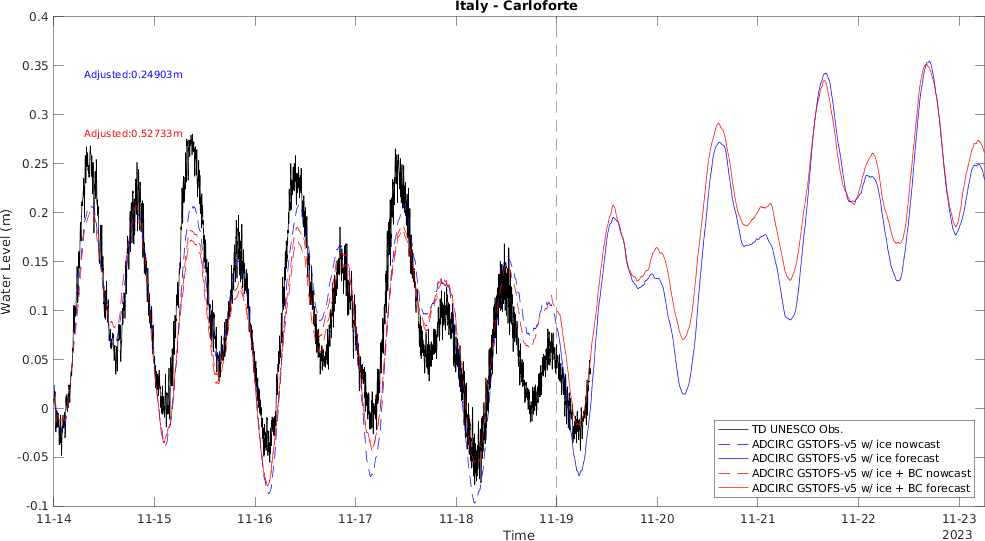 Italy - Carloforte
0.4
0.35
0.3
0.25
0.2
0.15
0.1
0.05
0
-0.05
-0.1
Water Level (m)
Adjusted:0.24903m
Adjusted:0.52733m
TD UNESCO Obs.
ADCIRC GSTOFS-v5 w/ ice nowcast
ADCIRC GSTOFS-v5 w/ ice forecast
ADCIRC GSTOFS-v5 w/ ice + BC nowcast
ADCIRC GSTOFS-v5 w/ ice + BC forecast
11-14 11-15 11-16 11-17 11-18 11-19 11-20 11-21 11-22 11-23
Time
2023